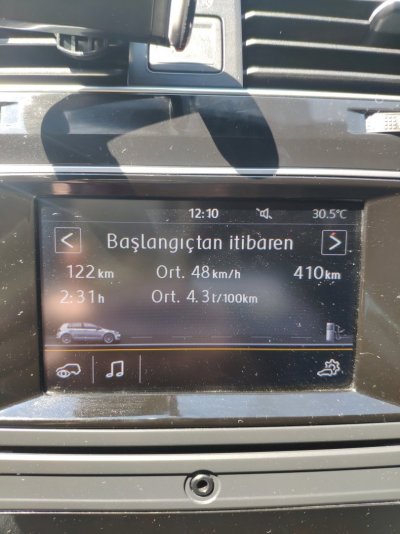 12:10 30.5°C
Başlangıçtan itibaren
122 km Ort. 48 km/h 410 km
2:31 h Ort. 4.3 ℓ/100km